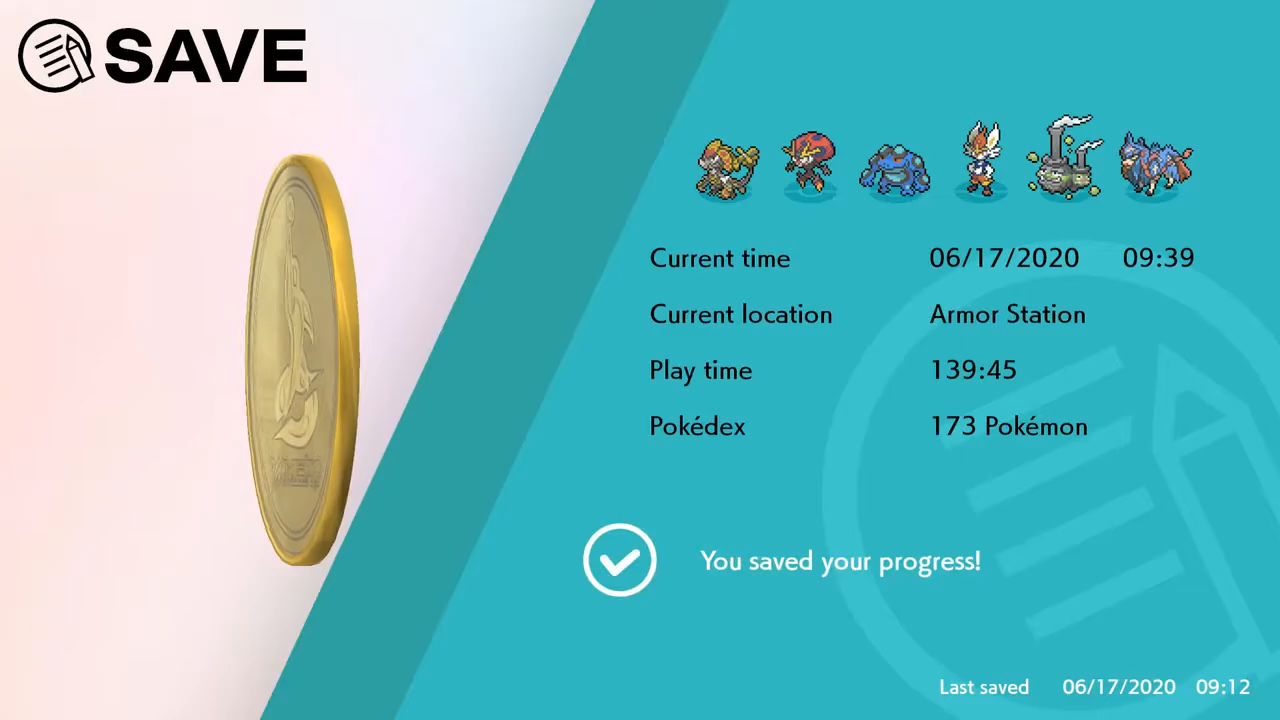 SAVE
Current time 06/17/2020 09:39
Current location Armor Station
Play time 139:45
Pokédex 173 Pokémon
You saved your progress!
Last saved 06/17/2020 09:12